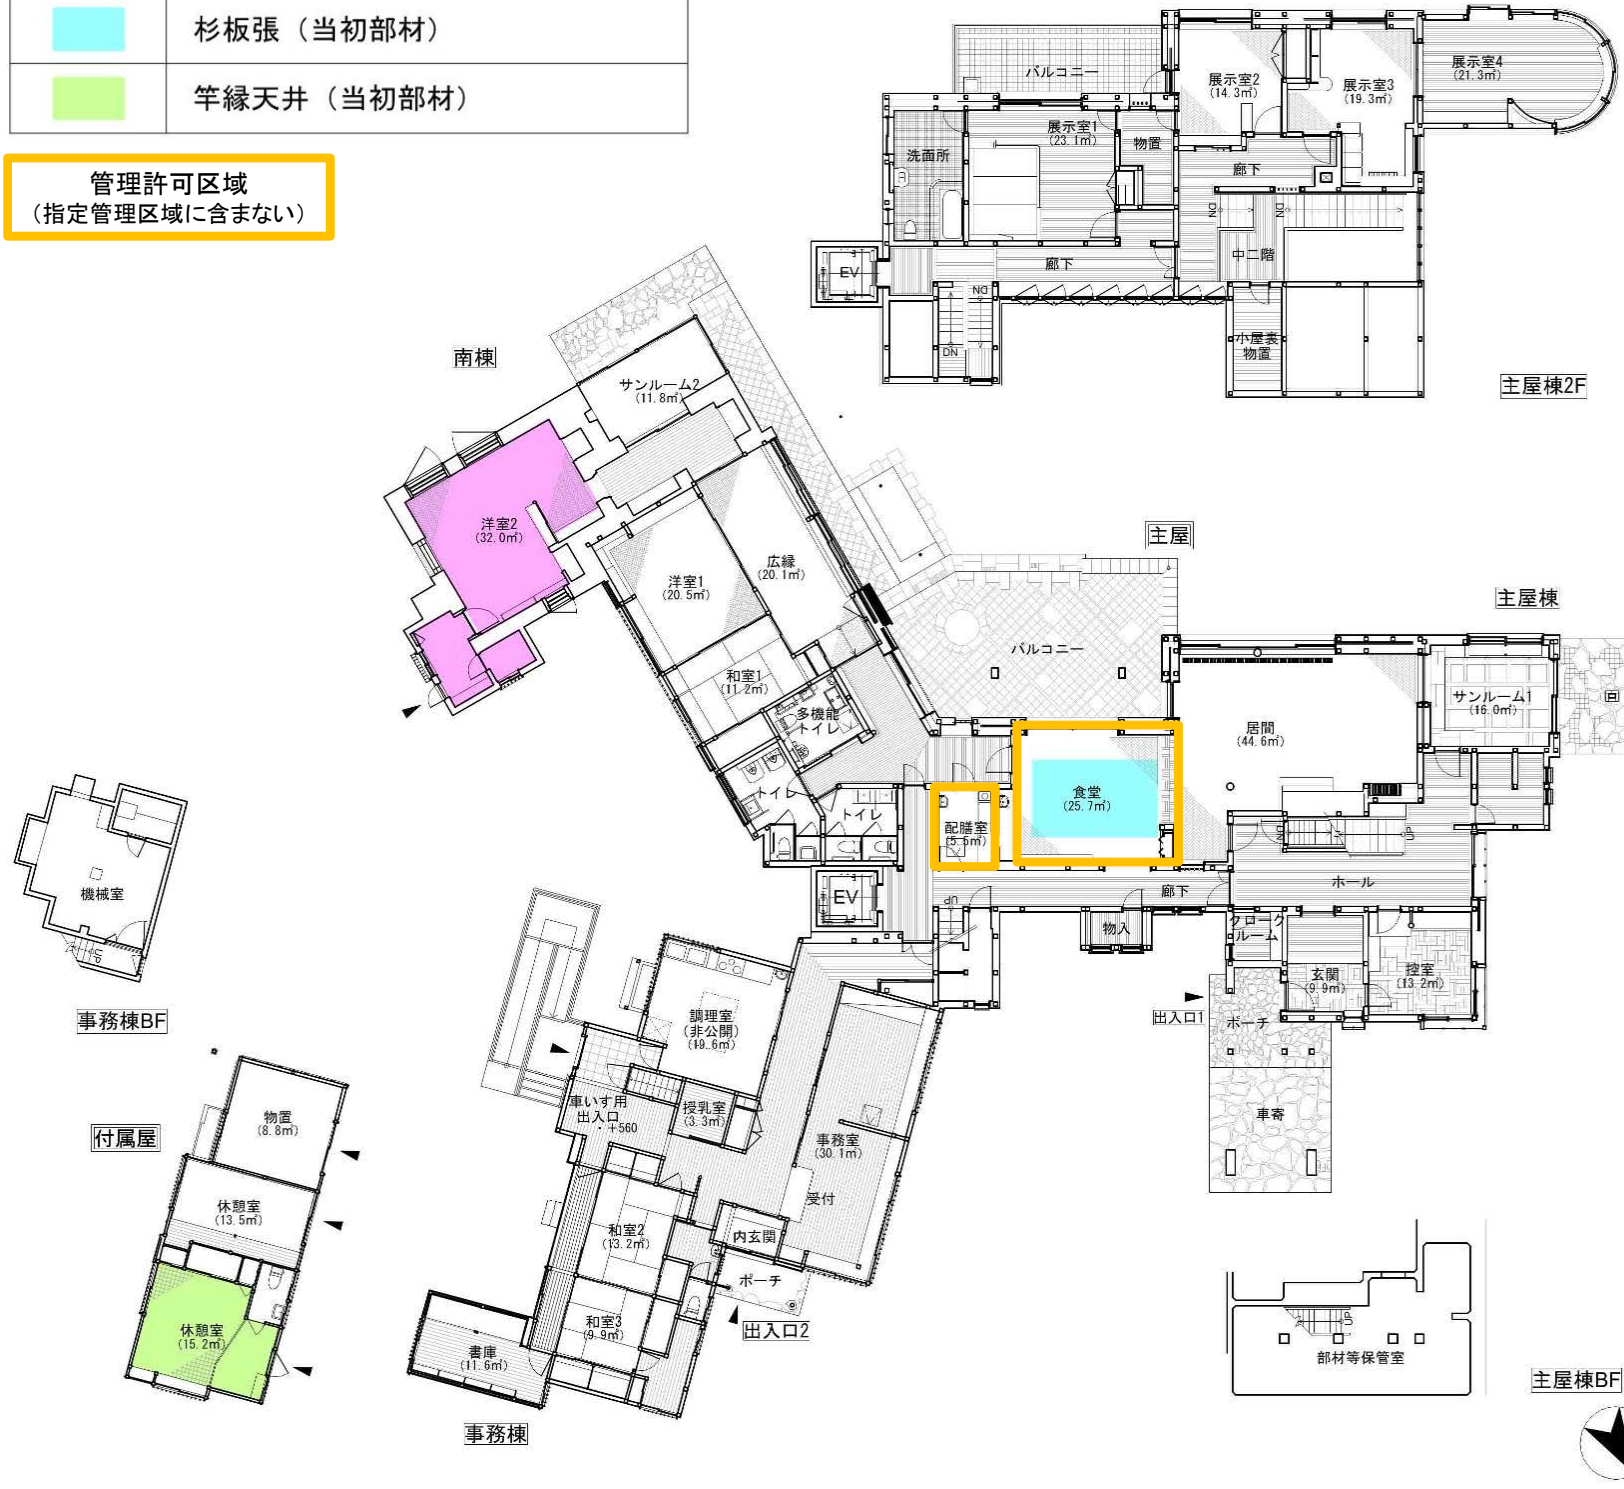 杉板張（当初部材）
竿縁天井（当初部材）
管理許可区域
（指定管理区域に含まない）
バルコニー
展示室2
（14.3㎡）
展示室3
（19.3㎡）
展示室4
（21.3㎡）
展示室1
（23.1㎡）
物置
洗面所
廊下
DN
DN
中二階
廊下
EV
DN
DN
小屋裏
物置
主屋棟2F
南棟
サンルーム2
（11.8㎡）
洋室2
（32.0㎡）
洋室1
（20.5㎡）
広縁
（20.1㎡）
和室1
（11.2㎡）
多機能
トイレ
トイレ
トイレ
主屋
主屋棟
バルコニー
サンルーム1
（16.0㎡）
居間
（44.6㎡）
食堂
（25.7㎡）
配膳室
（5.5㎡）
DN
UP
ホール
廊下
EV
UP
物入
クローク
ルーム
玄関
（9.9㎡）
控室
（13.2㎡）
出入口1
ポーチ
車寄
機械室
UP
事務棟BF
調理室
（非公開）
（19.6㎡）
車いす用
出入口
+560
授乳室
（3.3㎡）
事務室
（30.1㎡）
受付
和室2
（13.2㎡）
内玄関
ポーチ
出入口2
和室3
（9.9㎡）
書庫
（11.6㎡）
事務棟
付属屋
物置
（8.8㎡）
休憩室
（13.5㎡）
休憩室
（15.2㎡）
UP
部材等保管室
主屋棟BF